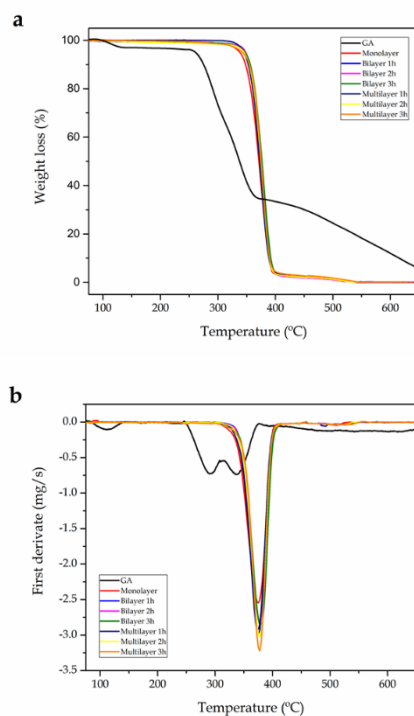 a
100
80
60
40
20
0
Weight loss (%)
GA
Monolayer
Bilayer 1h
Bilayer 2h
Bilayer 3h
Multilayer 1h
Multilayer 2h
Multilayer 3h
100 200 300 400 500 600
Temperature (ºC)
b
0.0
-0.5
-1.0
-1.5
-2.0
-2.5
-3.0
-3.5
First derivate (mg/s)
GA
Monolayer
Bilayer 1h
Bilayer 2h
Bilayer 3h
Multilayer 1h
Multilayer 2h
Multilayer 3h
100 200 300 400 500 600
Temperature (ºC)